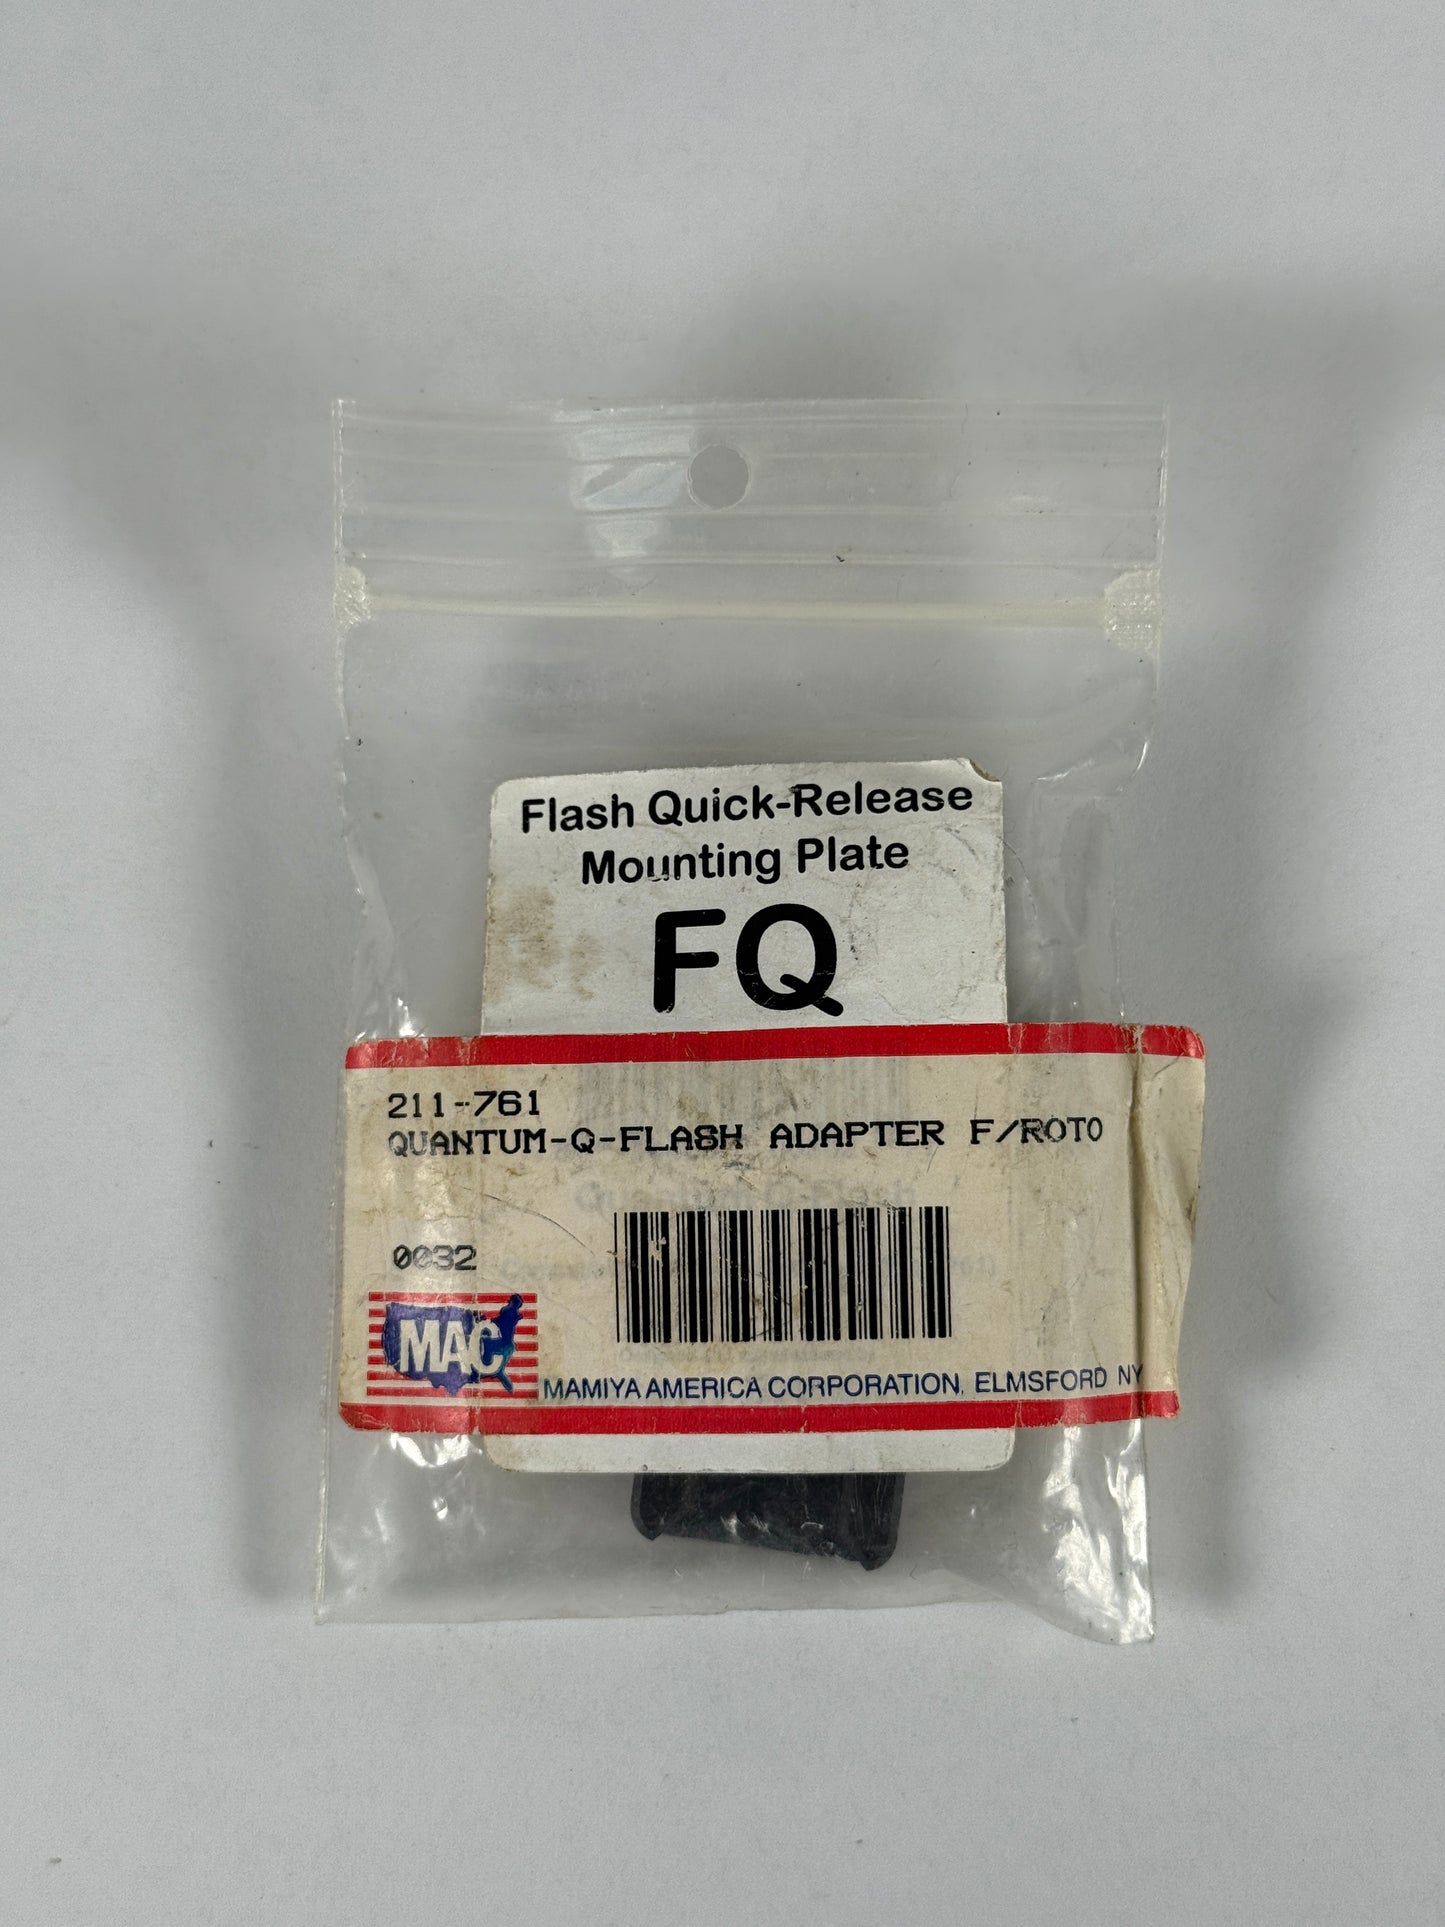 Flash Quick-Release
Mounting Plate
FQ
211-761
QUANTUM-Q-FLASH ADAPTER F/ROTO
0032
MAC
MAMIYA AMERICA CORPORATION, ELMSFORD NY